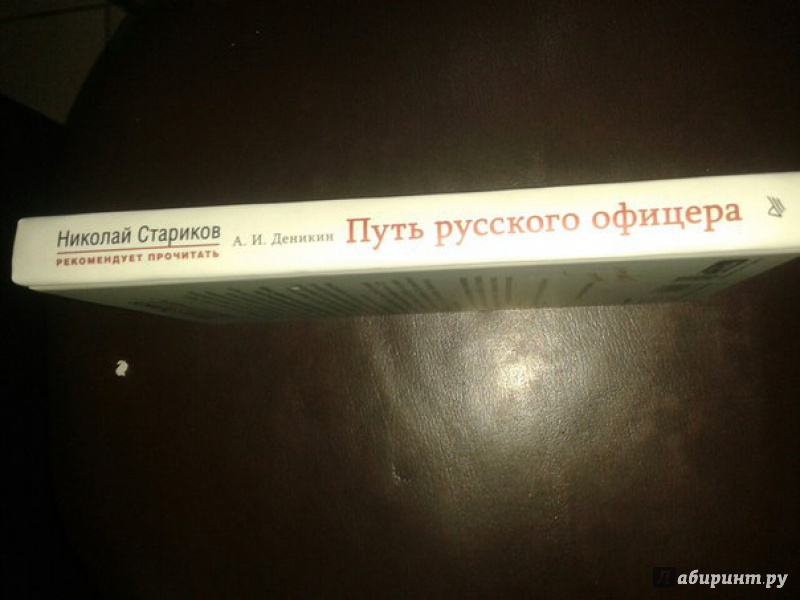 Николай Стариков
РЕКОМЕНДУЕТ ПРОЧИТАТЬ
А. И. Деникин
Путь русского офицера
Лабиринт.ру